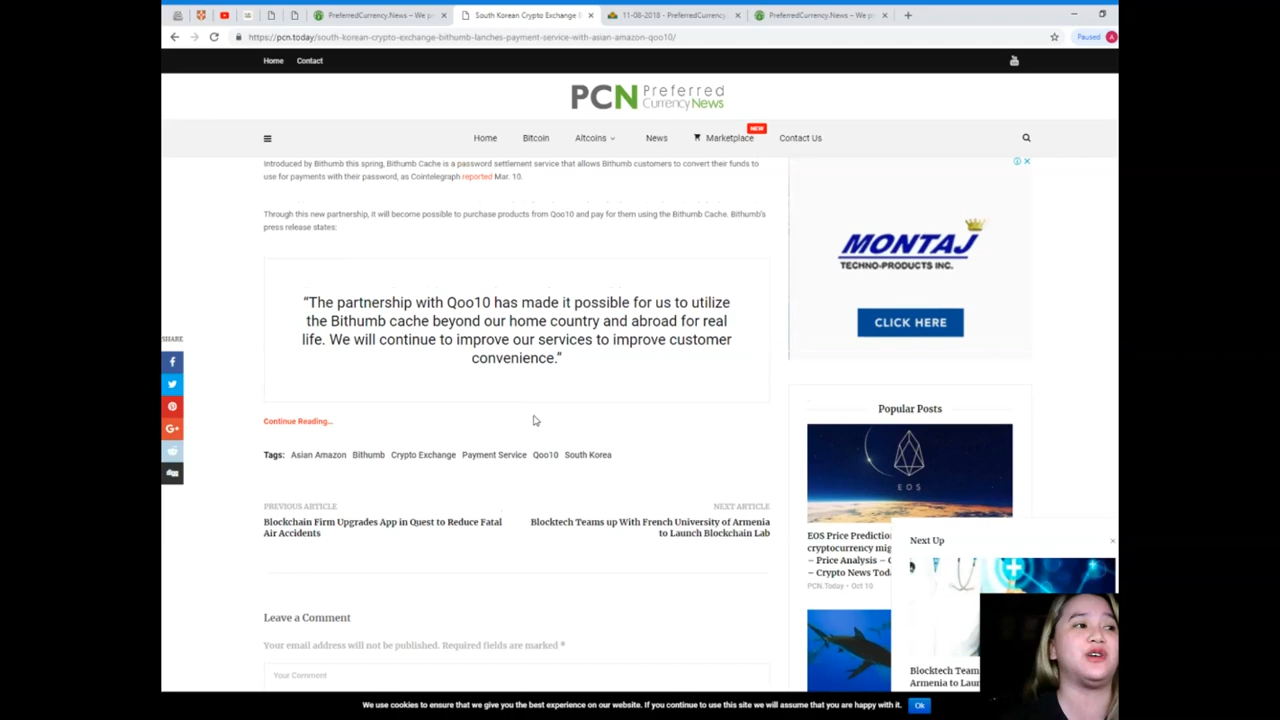 PreferredCurrency.News – We p
South Korean Crypto Exchange
11-08-2018 - PreferredCurrency
PreferredCurrency.News – We p
https://pcn.today/south-korean-crypto-exchange-bithumb-lanches-payment-service-with-asian-amazon-qoo10/
Paused
A
Home
Contact
PCN Preferred
Currency News
Home
Bitcoin
Altcoins
News
Marketplace
NEW
Contact Us
Introduced by Bithumb this spring, Bithumb Cache is a password settlement service that allows Bithumb customers to convert their funds to
use for payments with their password, as Cointelegraph reported Mar. 10.
Through this new partnership, it will become possible to purchase products from Qoo10 and pay for them using the Bithumb Cache. Bithumb's
press release states:
“The partnership with Qoo10 has made it possible for us to utilize
the Bithumb cache beyond our home country and abroad for real
life. We will continue to improve our services to improve customer
convenience.”
SHARE
Continue Reading…
Tags: Asian Amazon Bithumb Crypto Exchange Payment Service Qoo10 South Korea
PREVIOUS ARTICLE
Blockchain Firm Upgrades App in Quest to Reduce Fatal
Air Accidents
NEXT ARTICLE
Blocktech Teams up With French University of Armenia
to Launch Blockchain Lab
Leave a Comment
Your email address will not be published. Required fields are marked *
Your Comment
MONTAJ
TECHNO-PRODUCTS INC.
CLICK HERE
Popular Posts
EOS
EOS Price Prediction
cryptocurrency mig
– Price Analysis –
– Crypto News Toda
PCN.Today • Oct 10
Next Up
Blocktech Team
Armenia to Laun
We use cookies to ensure that we give you the best experience on our website. If you continue to use this site we will assume that you are happy with it.
Ok